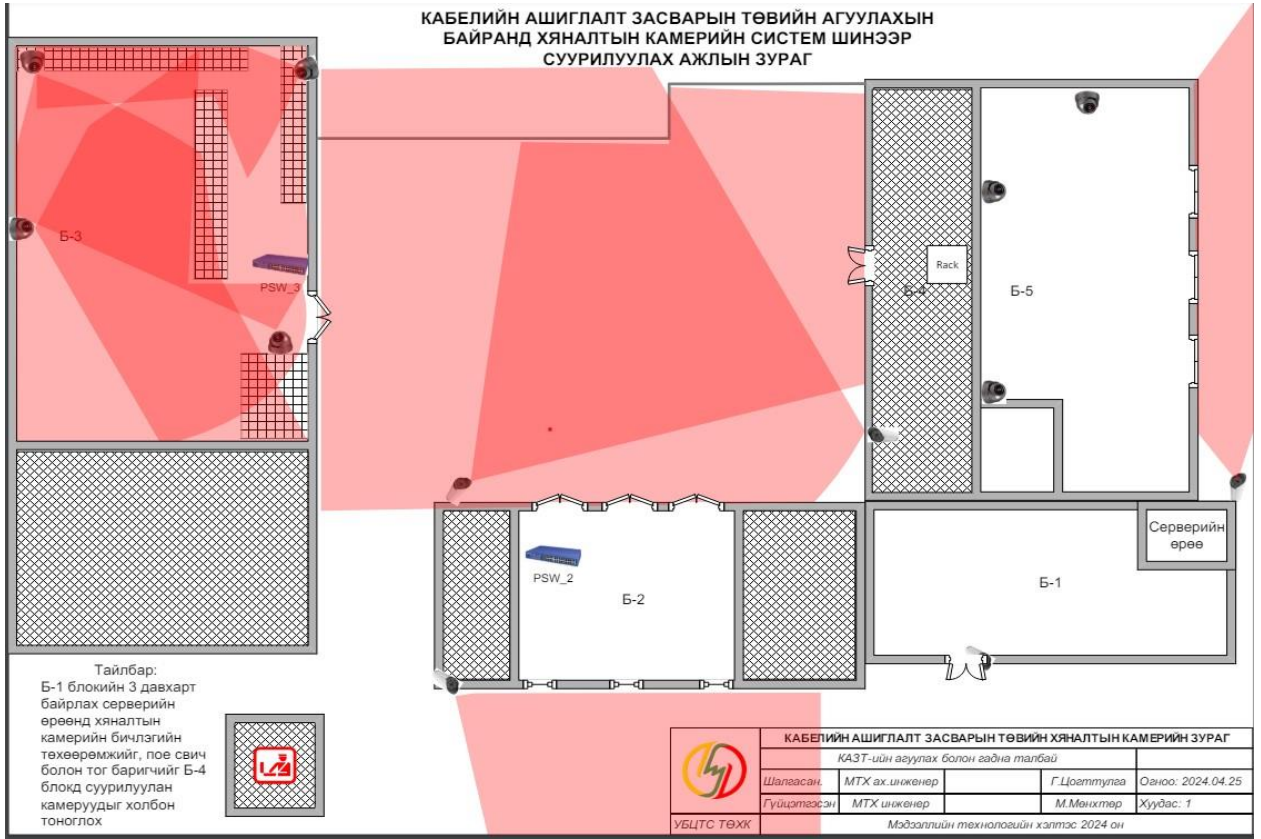 КАБЕЛИЙН АШИГЛАЛТ ЗАСВАРЫН ТӨВИЙН АГУУЛАХЫН
БАЙРАНД ХЯНАЛТЫН КАМЕРИЙН СИСТЕМ ШИНЭЭР
СУУРИЛУУЛАХ АЖЛЫН ЗУРАГ
Б-3
PSW_3
Rack
Б-4
Б-5
PSW_2
Б-2
Серверийн
өрөө
Б-1
Тайлбар:
Б-1 блокийн 3 давхарт
байрлах серверийн
өрөөнд хяналтын
камерийн бичлэгийн
төхөөрөмжийг, пое свич
болон тог баригчийг Б-4
блокд суурилуулан
камеруудыг холбон
тоноглох
КАБЕЛИЙН АШИГЛАЛТ ЗАСВАРЫН ТӨВИЙН ХЯНАЛТЫН КАМЕРИЙН ЗУРАГ
КАЗТ-ийн агуулах болон гадна талбай
Шалгасан. МТХ ах.инженер Г.Цогттулга Огноо: 2024.04.25
Гүйцэтгэсэн МТХ инженер М.Мөнхтөр Хуудас: 1
УБЦТС ТӨХК Мэдээллийн технологийн хэлтэс 2024 он